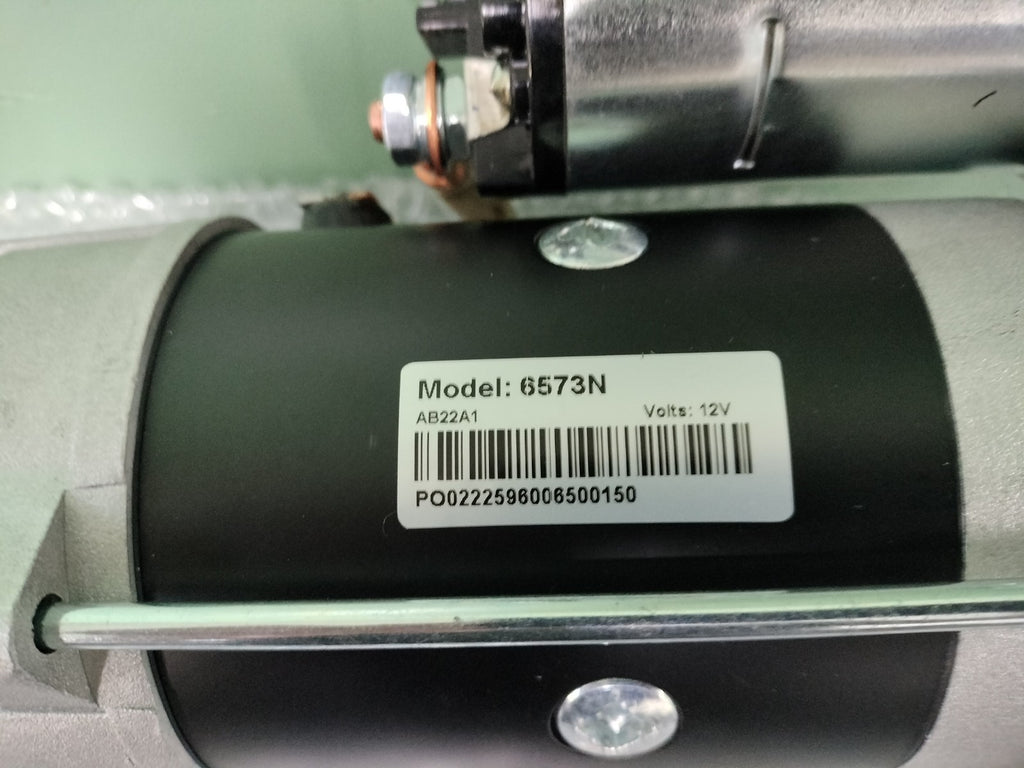 Model: 6573N
AB22A1 Volts: 12V
PO0222596006500150